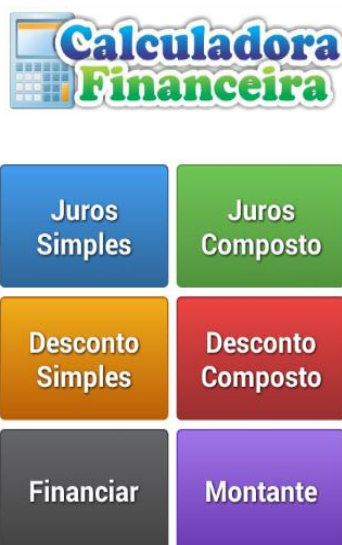 Calculadora
Financeira
Juros
Simples
Juros
Composto
Desconto
Simples
Desconto
Composto
Financiar
Montante